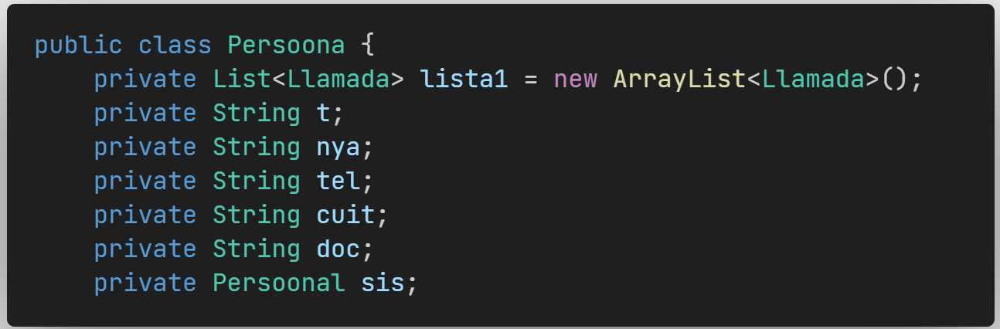 public class Persoona {
    private List<Llamada> lista1 = new ArrayList<Llamada>();
    private String t;
    private String nya;
    private String tel;
    private String cuit;
    private String doc;
    private Persoonal sis;